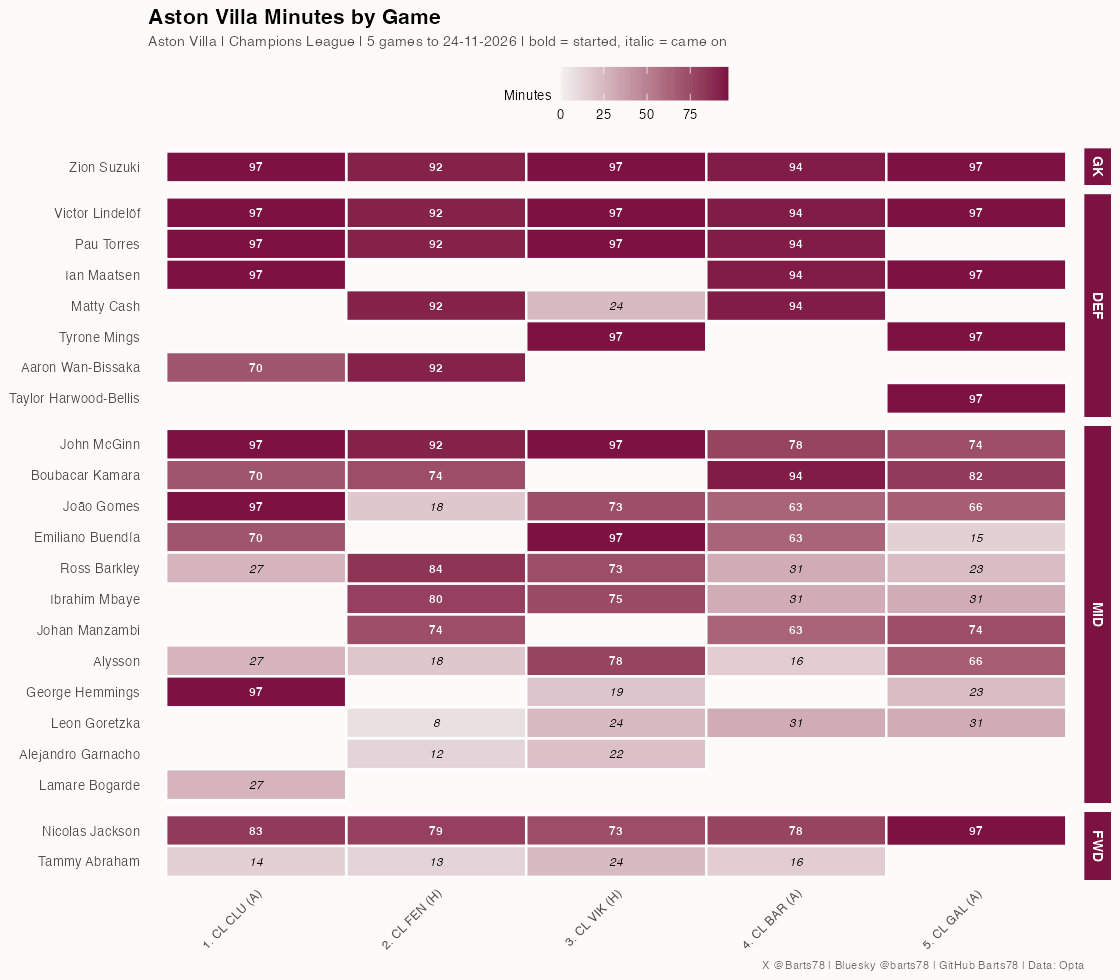 Aston Villa Minutes by Game
Aston Villa | Champions League | 5 games to 24-11-2026 | bold = started, italic = came on
Minutes
0 25 50 75
Zion Suzuki 97 92 97 94 97
GK
Victor Lindelöf 97 92 97 94 97
Pau Torres 97 92 97 94
Ian Maatsen 97 94 97
Matty Cash 92 24 94
DEF
Tyrone Mings 97 97
Aaron Wan-Bissaka 70 92
Taylor Harwood-Bellis 97
John McGinn 97 92 97 78 74
Boubacar Kamara 70 74 94 82
João Gomes 97 18 73 63 66
Emiliano Buendía 70 97 63 15
Ross Barkley 27 84 73 31 23
Ibrahim Mbaye 80 75 31 31
MID
Johan Manzambi 74 63 74
Alysson 27 18 78 16 66
George Hemmings 97 19 23
Leon Goretzka 8 24 31 31
Alejandro Garnacho 12 22
Lamare Bogarde 27
Nicolas Jackson 83 79 73 78 97
FWD
Tammy Abraham 14 13 24 16
1. CL CLU (A)
2. CL FEN (H)
3. CL VIK (H)
4. CL BAR (A)
5. CL GAL (A)
X @Barts78 | Bluesky @barts78 | GitHub Barts78 | Data: Opta